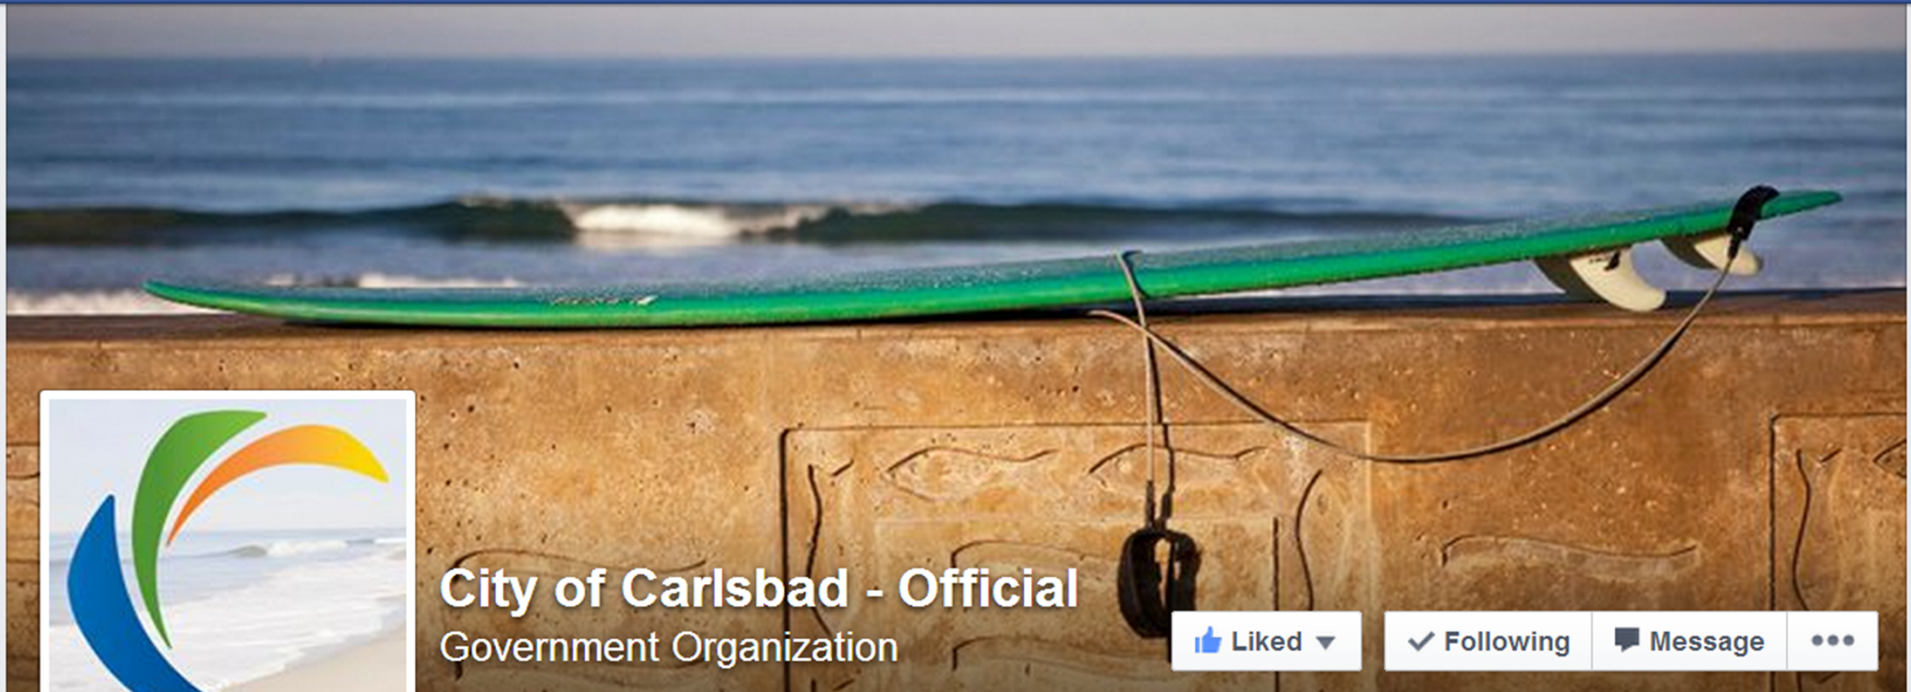 City of Carlsbad - Official
Government Organization
Liked
Following
Message